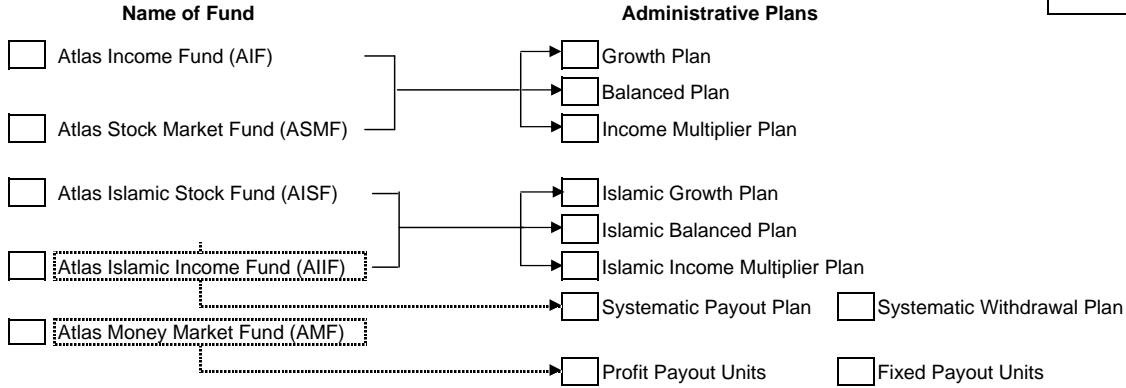 Name of Fund Administrative Plans
Atlas Income Fund (AIF) Growth Plan
Balanced Plan
Atlas Stock Market Fund (ASMF) Income Multiplier Plan
Atlas Islamic Stock Fund (AISF) Islamic Growth Plan
Islamic Balanced Plan
Atlas Islamic Income Fund (AIIF) Islamic Income Multiplier Plan
Systematic Payout Plan Systematic Withdrawal Plan
Atlas Money Market Fund (AMF)
Profit Payout Units Fixed Payout Units